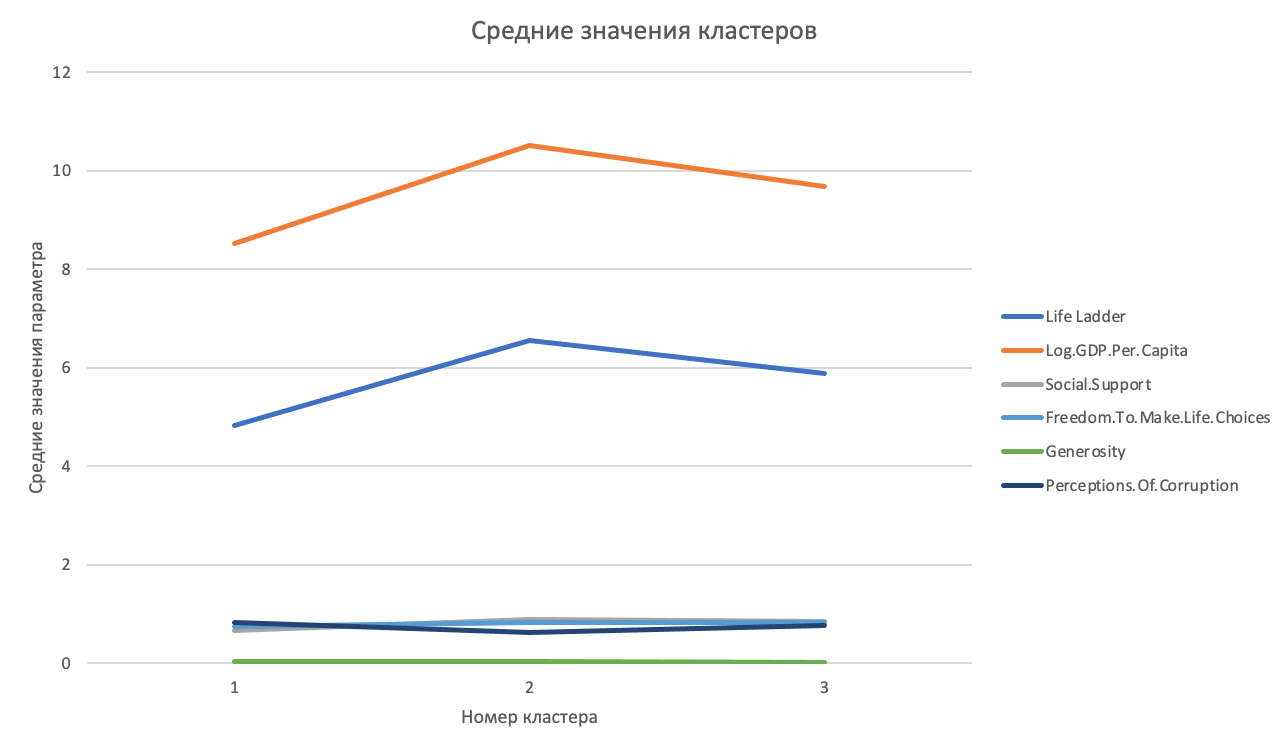 Средние значения кластеров
12
10
8
6
4
2
0
Средние значения параметра
1 2 3
Номер кластера
Life Ladder
Log.GDP.Per.Capita
Social.Support
Freedom.To.Make.Life.Choices
Generosity
Perceptions.Of.Corruption